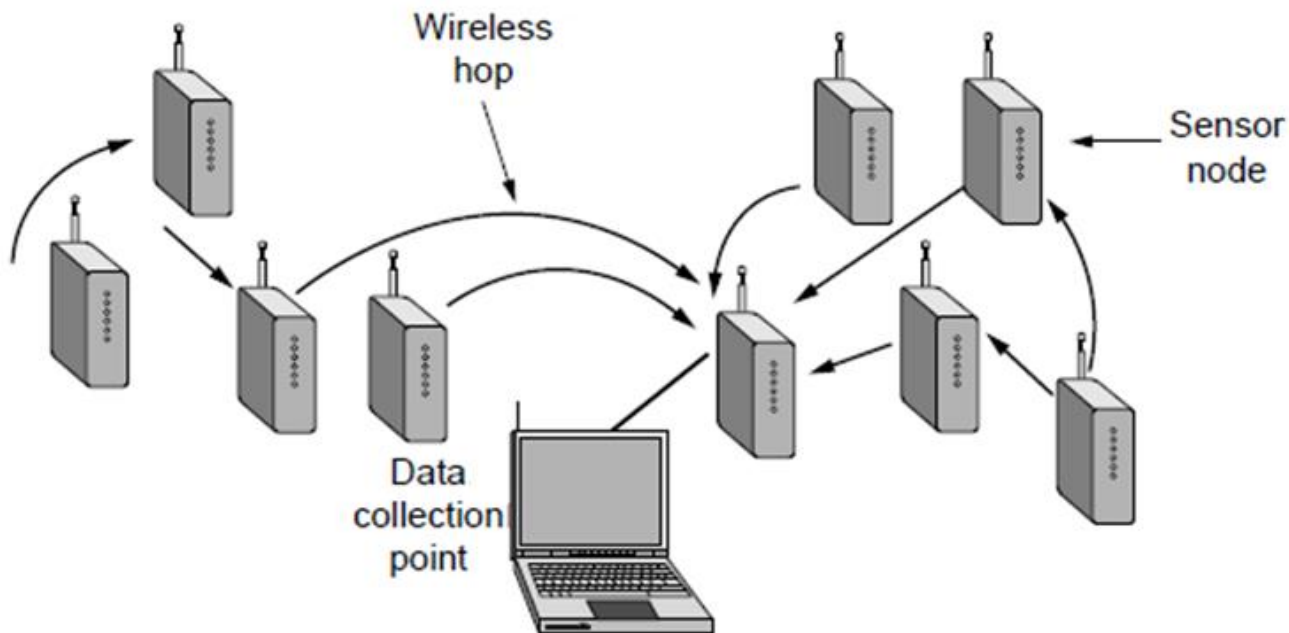 Wireless
hop
Sensor
node
Data
collection
point